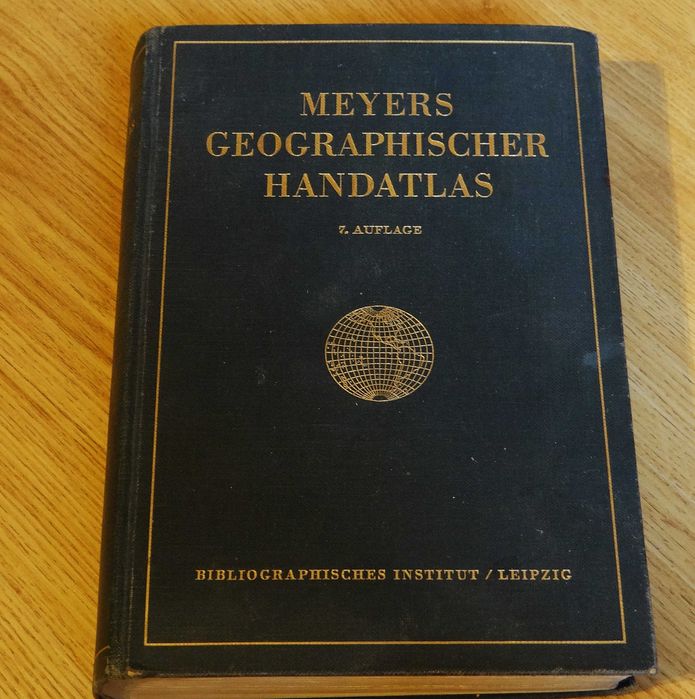 MEYERS
GEOGRAPHISCHER
HANDATLAS
7. AUFLAGE
BIBLIOGRAPHISCHES INSTITUT / LEIPZIG